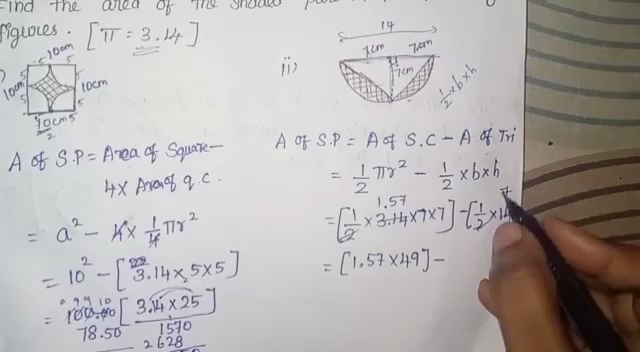 Find the area of the shaded
figures. [π = 3.14]
10cm
5 5
10cm
10cm
5 5
10cm
2
ii)
14
7cm 7cm
7cm
1/2 × b × h
A of S.P = Area of Square -
4 × Area of q.c.
= a² - 4 × 1/4 πr²
= 10² - [3.14 × 5 × 5]
= 100.00 [3.14 × 25]
78.50
1570
A of S.P = A of S.C - A of Tri
= 1/2 πr² - 1/2 × b × h
1.57 7
= [1/2 × 3.14 × 7 × 7] - [1/2 × 14
= [1.57 × 49] -